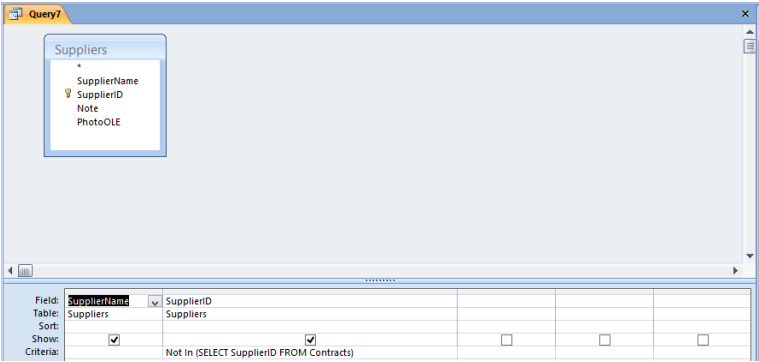 Query7
Suppliers
*
SupplierName
SupplierID
Note
PhotoOLE
Field: SupplierName SupplierID
Table: Suppliers Suppliers
Sort:
Show:
Criteria: Not In (SELECT SupplierID FROM Contracts)